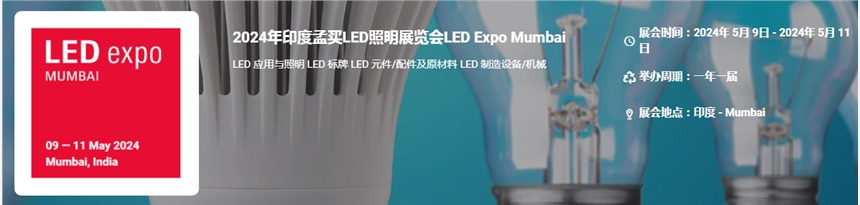 LED expo
MUMBAI
09 — 11 May 2024
Mumbai, India
2024年印度孟买LED照明展览会LED Expo Mumbai
LED 应用与照明 LED 标牌 LED 元件/配件及原材料 LED 制造设备/机械
展会时间：2024年 5月 9日 - 2024年 5月 11
日
举办周期：一年一届
展会地点：印度 - Mumbai